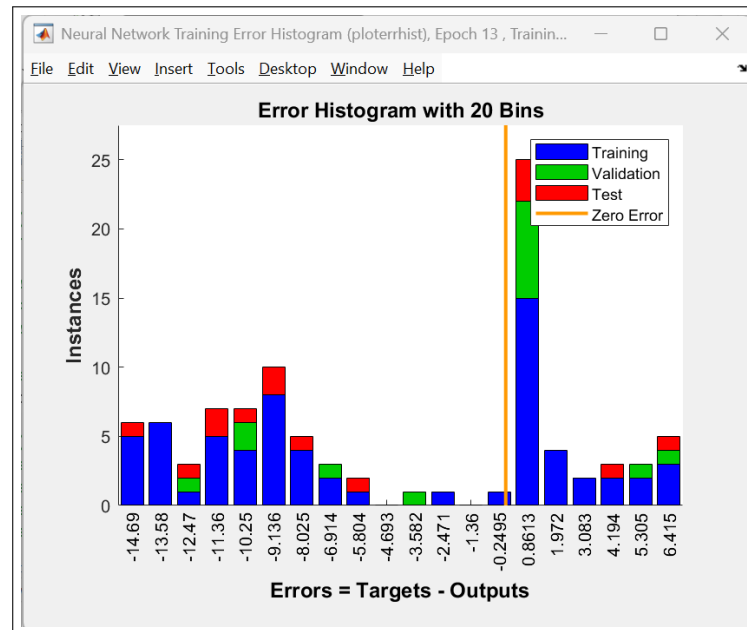 Neural Network Training Error Histogram (ploterrhist), Epoch 13 , Trainin...
File Edit View Insert Tools Desktop Window Help
Error Histogram with 20 Bins
Training
Validation
Test
Zero Error
25
20
15
10
5
0
Instances
-14.69
-13.58
-12.47
-11.36
-10.25
-9.136
-8.025
-6.914
-5.804
-4.693
-3.582
-2.471
-1.36
-0.2495
0.8613
1.972
3.083
4.194
5.305
6.415
Errors = Targets - Outputs